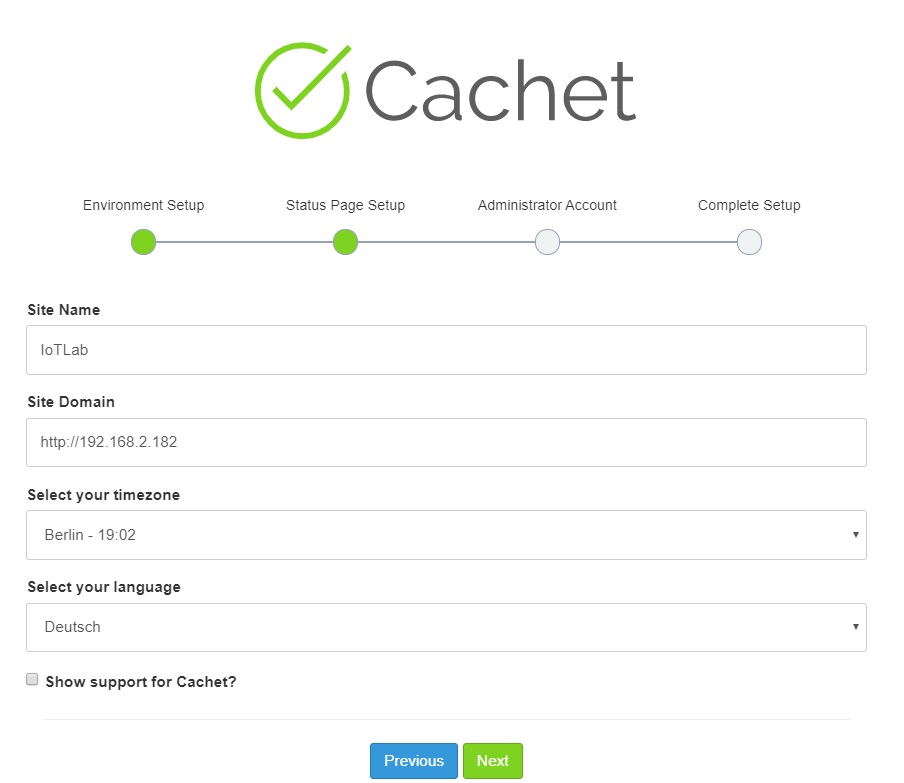 Cachet
Environment Setup Status Page Setup Administrator Account Complete Setup
Site Name
IoTLab
Site Domain
http://192.168.2.182
Select your timezone
Berlin - 19:02
Select your language
Deutsch
Show support for Cachet?
Previous Next